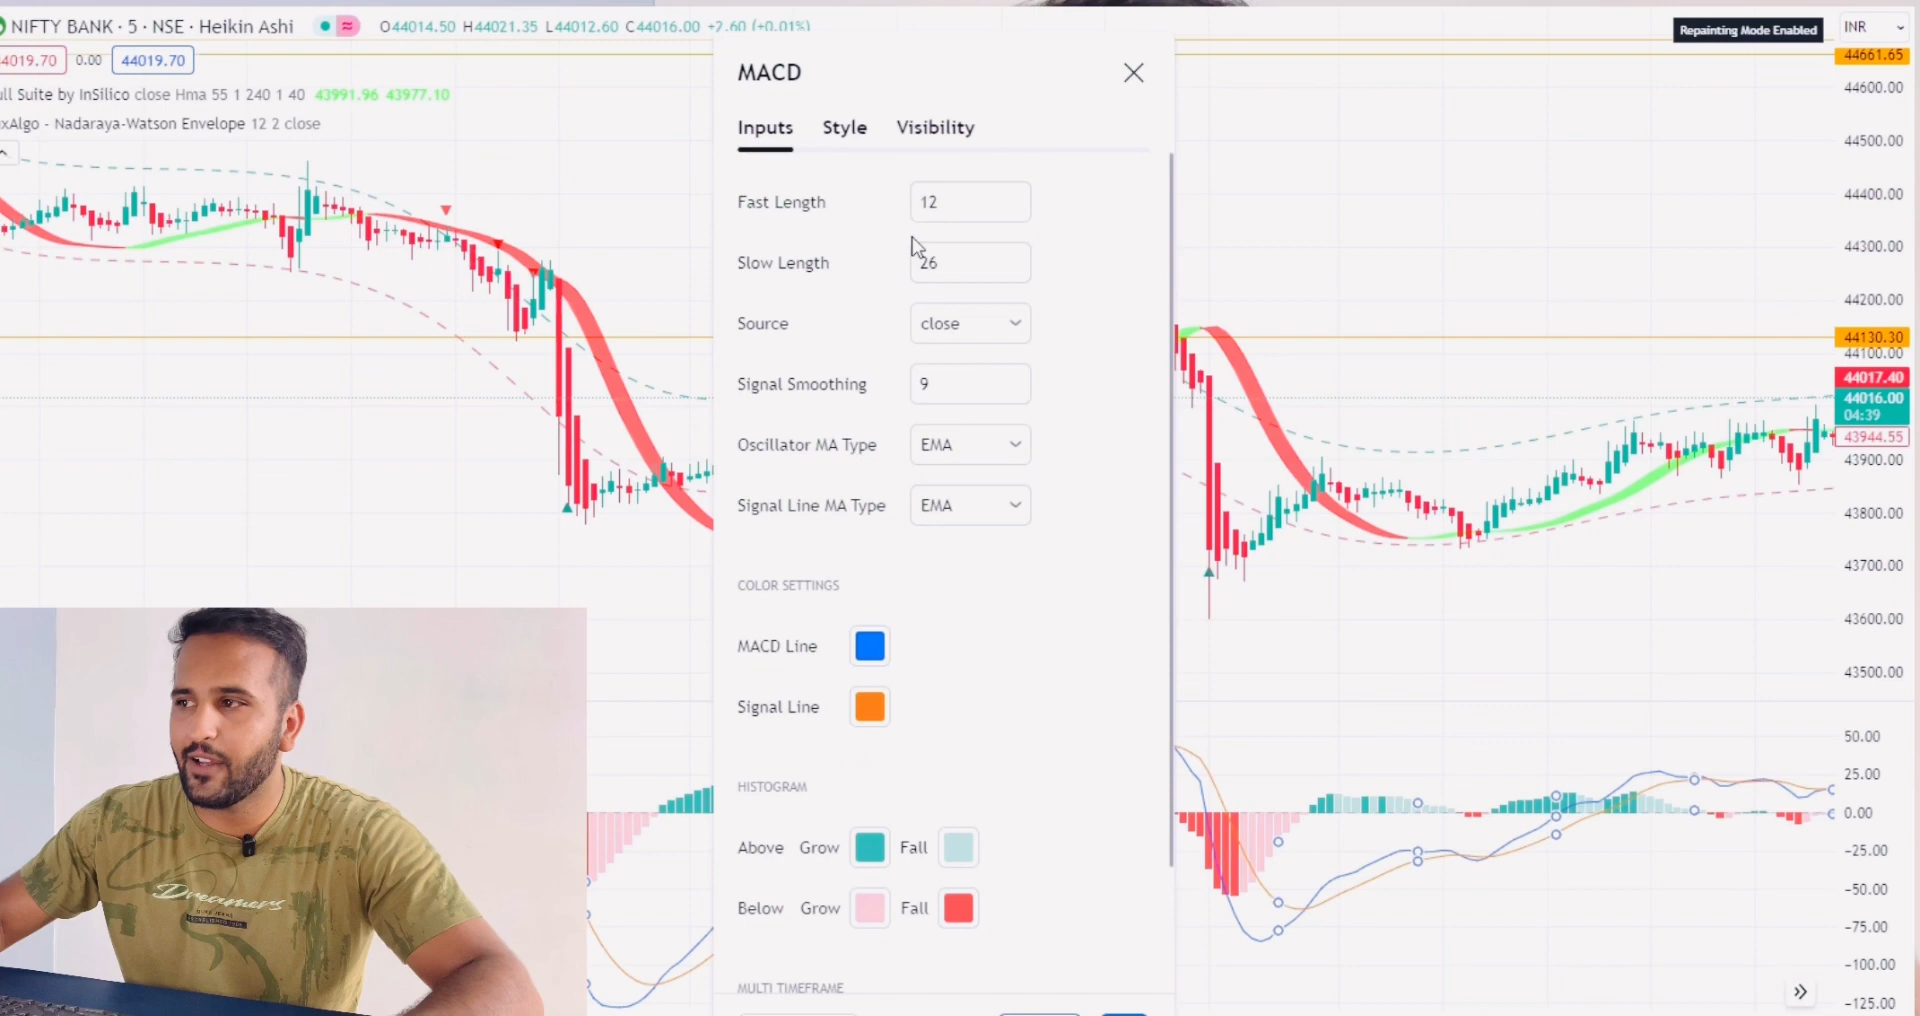 NIFTY BANK · 5 · NSE · Heikin Ashi
O44014.50 H44021.35 L44012.60 C44016.00 +2.60 (+0.01%)
Repainting Mode Enabled
INR
4019.70 0.00 44019.70
ll Suite by InSilico close Hma 55 1 240 1 40 43991.96 43977.10
xAlgo - Nadaraya-Watson Envelope 12 2 close
MACD
Inputs Style Visibility
Fast Length 12
Slow Length 26
Source close
Signal Smoothing 9
Oscillator MA Type EMA
Signal Line MA Type EMA
COLOR SETTINGS
MACD Line
Signal Line
HISTOGRAM
Above Grow Fall
Below Grow Fall
MULTI TIMEFRAME
44661.65
44600.00
44500.00
44400.00
44300.00
44200.00
44130.30
44100.00
44017.40
44016.00
04:39
43944.55
43900.00
43800.00
43700.00
43600.00
43500.00
50.00
25.00
0.00
−25.00
−50.00
−75.00
−100.00
−125.00
Dreamers